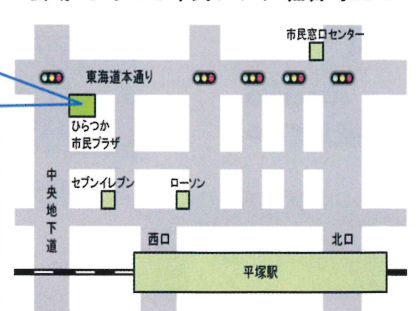 市民窓口センター
東海道本通り
ひらつか
市民プラザ
中央地下道
セブンイレブン
ローソン
西口
北口
平塚駅